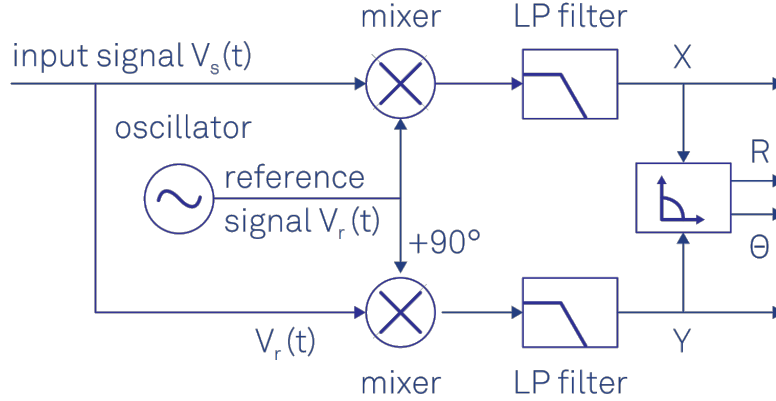 mixer
LP filter
input signal Vₛ(t)
X
oscillator
reference
signal Vᵣ(t)
R
+90°
Θ
Vᵣ(t)
Y
mixer
LP filter